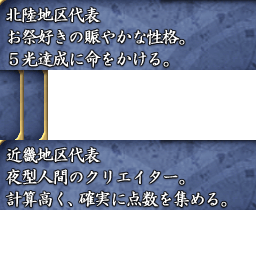 北陸地区代表
お祭好きの賑やかな性格。
５光達成に命をかける。
近畿地区代表
夜型人間のクリエイター。
計算高く、確実に点数を集める。